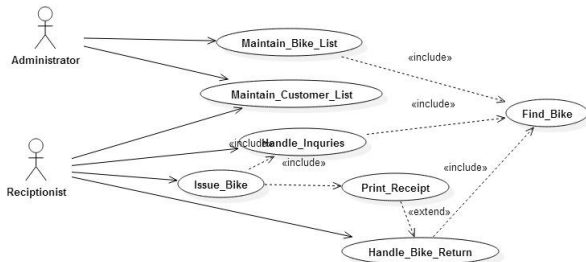 Administrator
Maintain_Bike_List
«include»
Maintain_Customer_List
«include»
Find_Bike
Reciptionist
«include»
Handle_Inquries
«include»
«include»
Issue_Bike
Print_Receipt
«extend»
Handle_Bike_Return